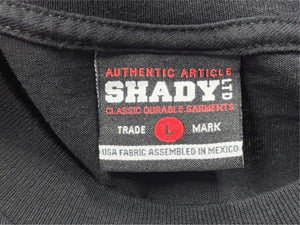 AUTHENTIC ARTICLE
SHADY LTD
CLASSIC DURABLE GARMENTS
TRADE L MARK
USA FABRIC ASSEMBLED IN MEXICO